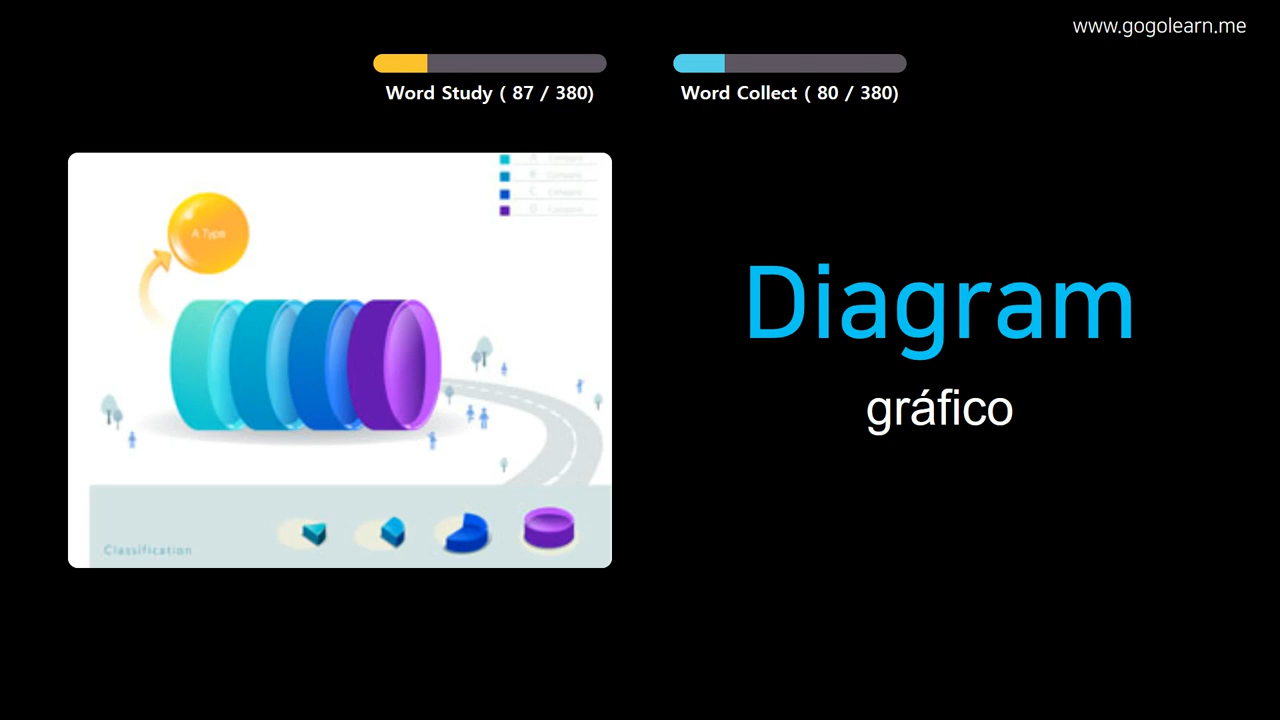 www.gogolearn.me
Word Study ( 87 / 380)
Word Collect ( 80 / 380)
A Type
Diagram
gráfico
Classification